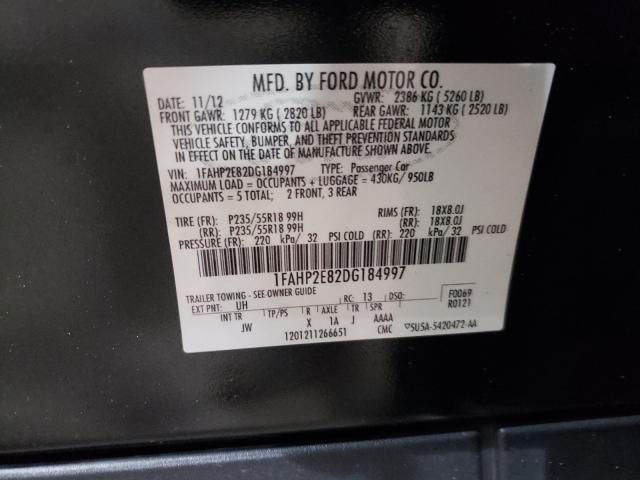 MFD. BY FORD MOTOR CO.
DATE: 11/12 GVWR: 2386 KG ( 5260 LB)
FRONT GAWR: 1279 KG ( 2820 LB) REAR GAWR: 1143 KG ( 2520 LB)
THIS VEHICLE CONFORMS TO ALL APPLICABLE FEDERAL MOTOR
VEHICLE SAFETY, BUMPER, AND THEFT PREVENTION STANDARDS
IN EFFECT ON THE DATE OF MANUFACTURE SHOWN ABOVE.
VIN: 1FAHP2E82DG184997 TYPE: Passenger Car
MAXIMUM LOAD = OCCUPANTS + LUGGAGE = 430KG/ 950LB
OCCUPANTS = 5 TOTAL; 2 FRONT, 3 REAR
TIRE (FR): P235/55R18 99H RIMS (FR): 18X8.0J
(RR): P235/55R18 99H (RR): 18X8.0J
PRESSURE (FR): 220 kPa/ 32 PSI COLD (RR): 220 kPa/ 32 PSI COLD
1FAHP2E82DG184997
TRAILER TOWING - SEE OWNER GUIDE
EXT PNT: UH RC: 13 DSO: F0069
R0121
INT TR TP/PS R AXLE TR SPR
JW X 1A J AAAA
1201211266651 CMC ▽5U5A-5420472-AA